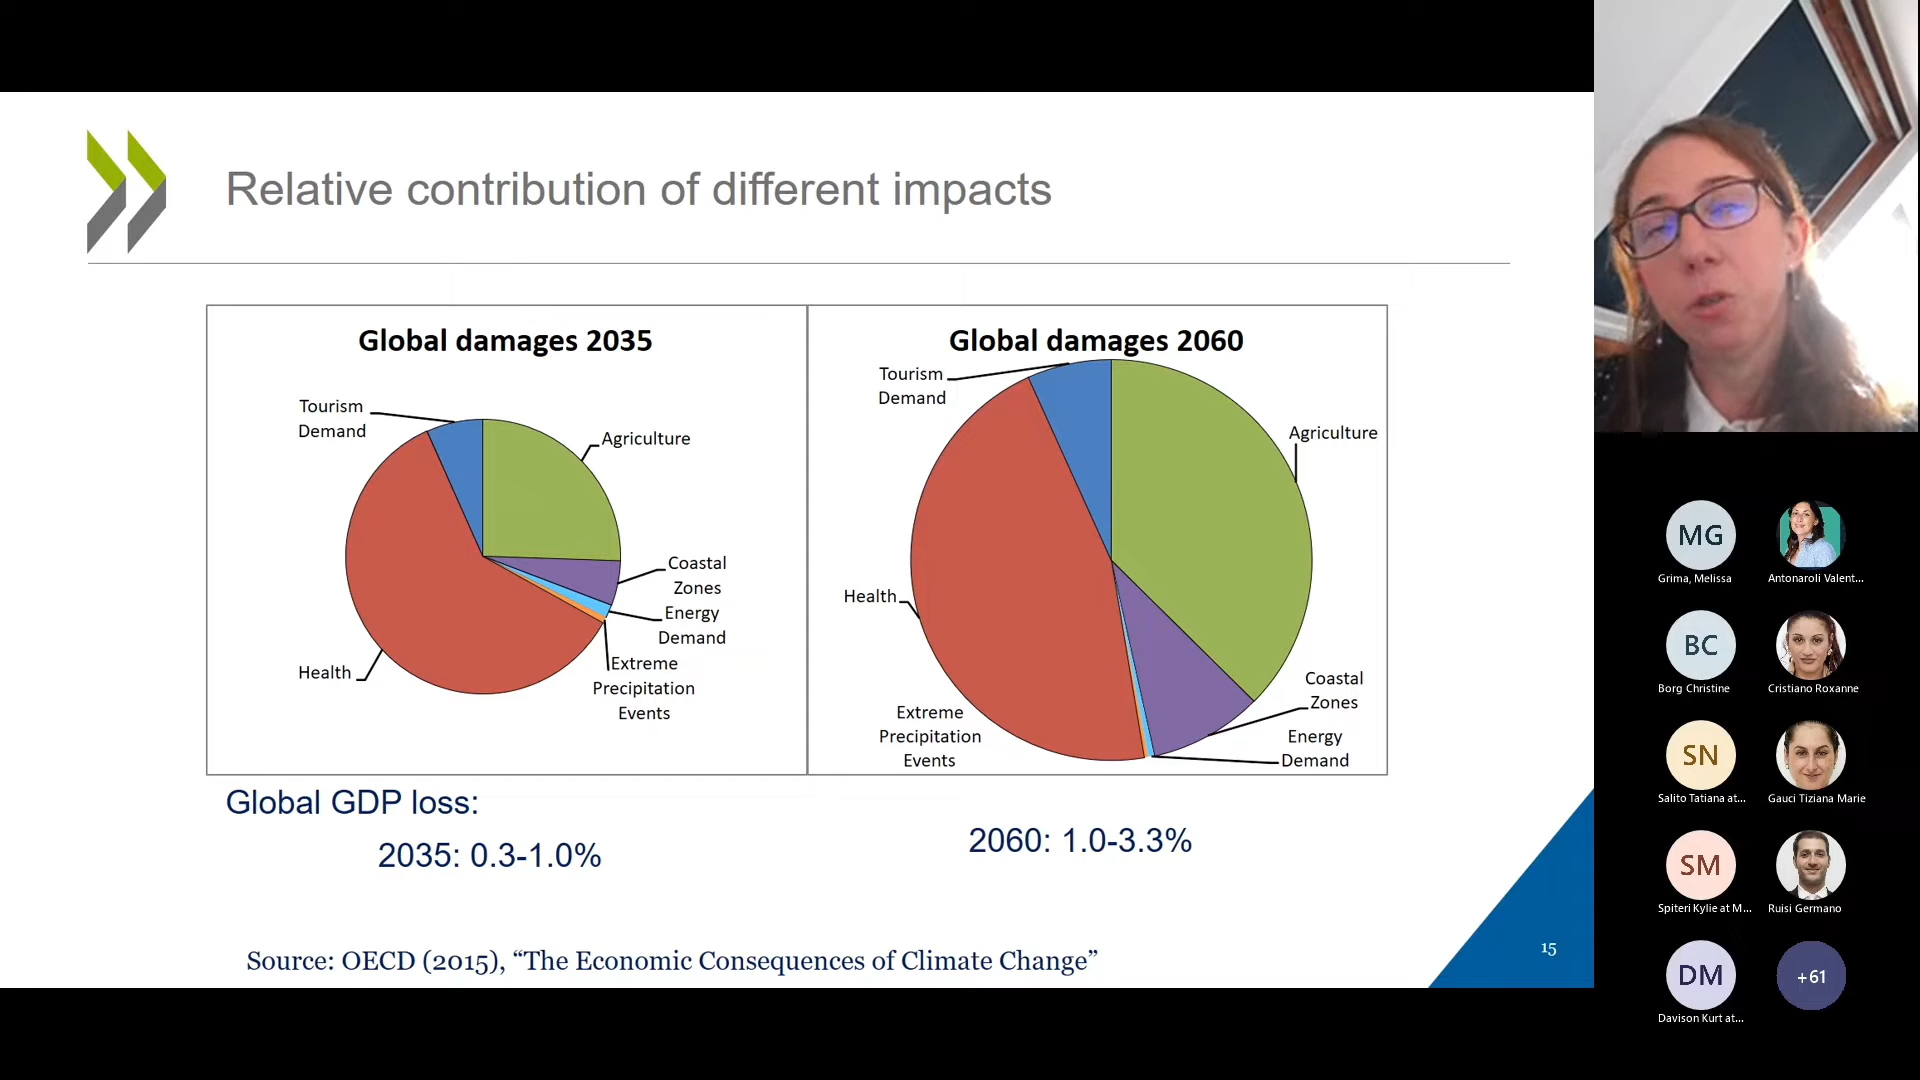 Relative contribution of different impacts
Global damages 2035
Tourism
Demand
Agriculture
Coastal
Zones
Energy
Demand
Extreme
Precipitation
Events
Health
Global damages 2060
Tourism
Demand
Agriculture
Health
Coastal
Zones
Extreme
Precipitation
Events
Energy
Demand
Global GDP loss:
2035: 0.3-1.0%
2060: 1.0-3.3%
Source: OECD (2015), “The Economic Consequences of Climate Change”
15
MG
Grima, Melissa
Antonaroli Valent...
BC
Borg Christine
Cristiano Roxanne
SN
Salito Tatiana at...
Gauci Tiziana Marie
SM
Spiteri Kylie at M...
Ruisi Germano
DM
Davison Kurt at...
+61